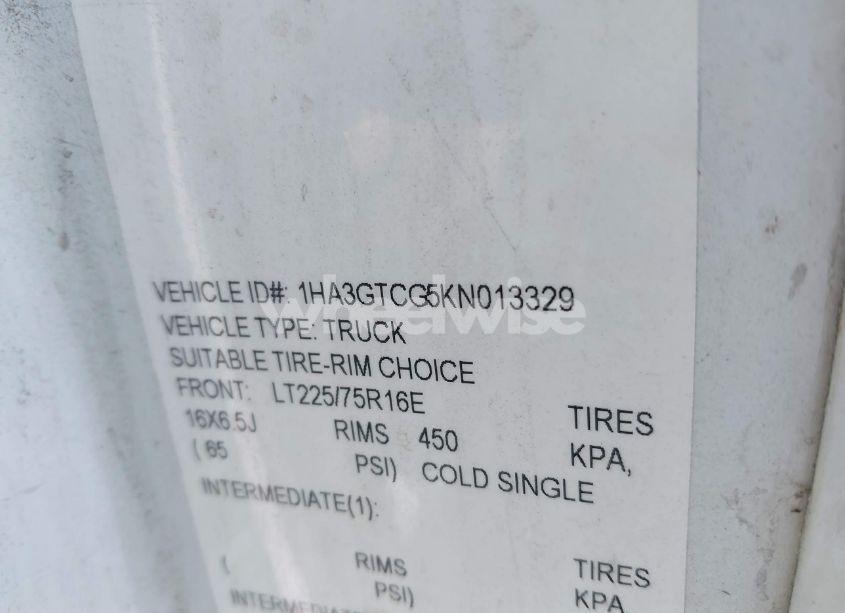 VEHICLE ID#: 1HA3GTCG5KN013329
wheelwise
VEHICLE TYPE: TRUCK
SUITABLE TIRE-RIM CHOICE
FRONT: LT225/75R16E TIRES
16X6.5J RIMS 450 KPA,
( 65 PSI) COLD SINGLE
INTERMEDIATE(1):
RIMS TIRES
( PSI) KPA